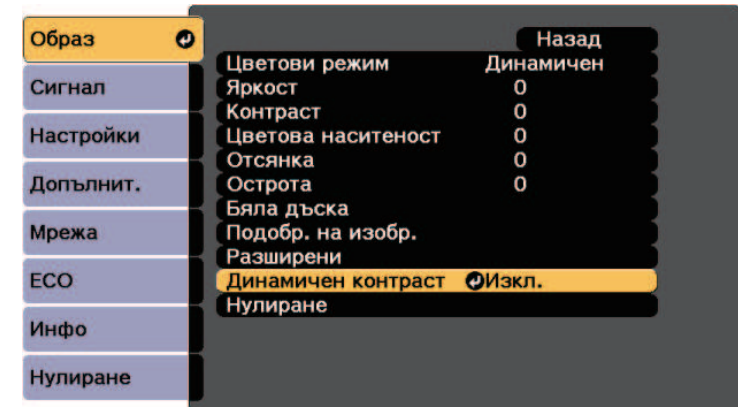 Образ
Сигнал
Настройки
Допълнит.
Мрежа
ECO
Инфо
Нулиране
Назад
Цветови режим Динамичен
Яркост 0
Контраст 0
Цветова наситеност 0
Отсянка 0
Острота 0
Бяла дъска
Подобр. на изобр.
Разширени
Динамичен контраст Изкл.
Нулиране